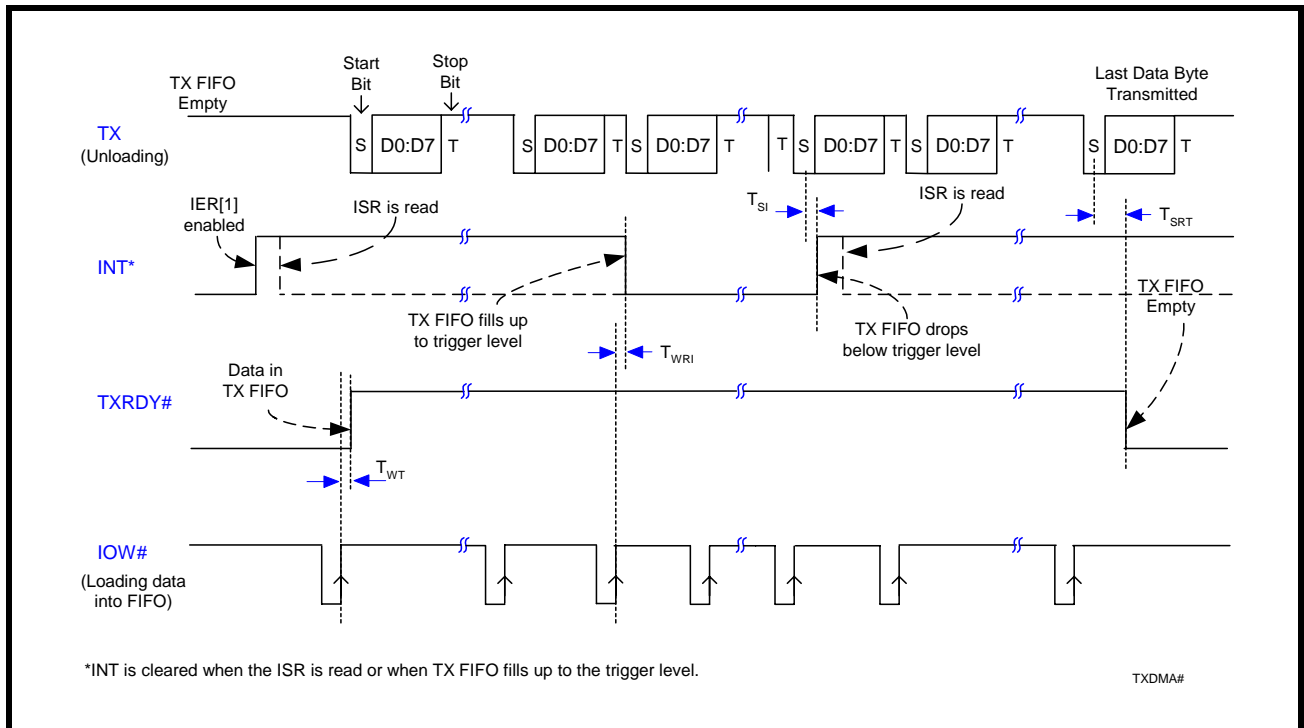 TX FIFO
Empty
Start
Bit
Stop
Bit
Last Data Byte
Transmitted
TX
(Unloading)
S D0:D7 T S D0:D7 T S D0:D7 T T S D0:D7 T S D0:D7 T S D0:D7 T
IER[1]
enabled
ISR is read
TSI
ISR is read
TSRT
INT*
TX FIFO fills up
to trigger level
TWRI
TX FIFO drops
below trigger level
TX FIFO
Empty
Data in
TX FIFO
TXRDY#
TWT
IOW#
(Loading data
into FIFO)
*INT is cleared when the ISR is read or when TX FIFO fills up to the trigger level.
TXDMA#